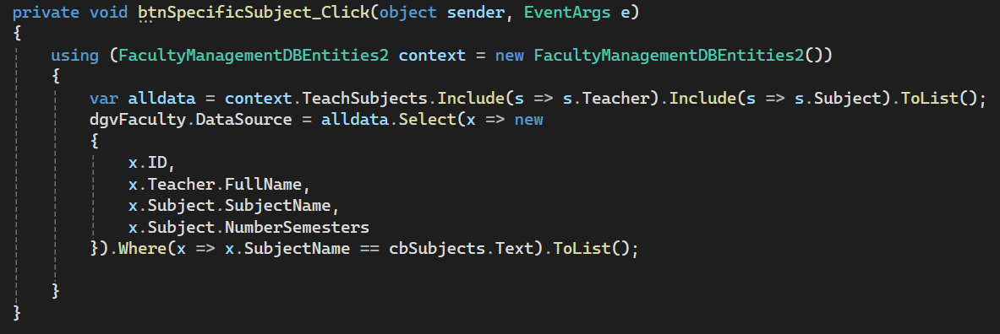 private void btnSpecificSubject_Click(object sender, EventArgs e)
{
    using (FacultyManagementDBEntities2 context = new FacultyManagementDBEntities2())
    {
        var alldata = context.TeachSubjects.Include(s => s.Teacher).Include(s => s.Subject).ToList();
        dgvFaculty.DataSource = alldata.Select(x => new
        {
            x.ID,
            x.Teacher.FullName,
            x.Subject.SubjectName,
            x.Subject.NumberSemesters
        }).Where(x => x.SubjectName == cbSubjects.Text).ToList();
    }
}